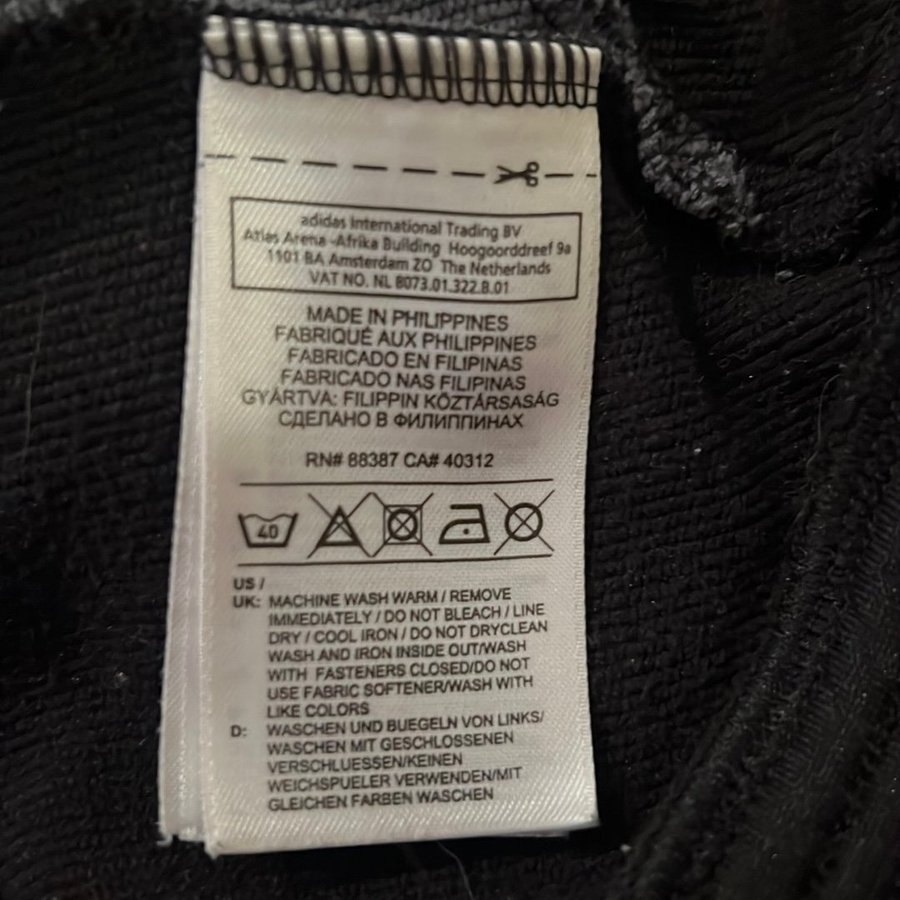 adidas International Trading BV
Atlas Arena -Afrika Building Hoogoorddreef 9a
1101 BA Amsterdam ZO The Netherlands
VAT NO. NL 8073.01.322.B.01
MADE IN PHILIPPINES
FABRIQUÉ AUX PHILIPPINES
FABRICADO EN FILIPINAS
FABRICADO NAS FILIPINAS
GYÁRTVA: FILIPPIN KÖZTÁRSASÁG
СДЕЛАНО В ФИЛИППИНАХ
RN# 88387 CA# 40312
40
US /
UK: MACHINE WASH WARM / REMOVE
IMMEDIATELY / DO NOT BLEACH / LINE
DRY / COOL IRON / DO NOT DRYCLEAN
WASH AND IRON INSIDE OUT/WASH
WITH FASTENERS CLOSED/DO NOT
USE FABRIC SOFTENER/WASH WITH
LIKE COLORS
D: WASCHEN UND BUEGELN VON LINKS/
WASCHEN MIT GESCHLOSSENEN
VERSCHLUESSEN/KEINEN
WEICHSPUELER VERWENDEN/MIT
GLEICHEN FARBEN WASCHEN